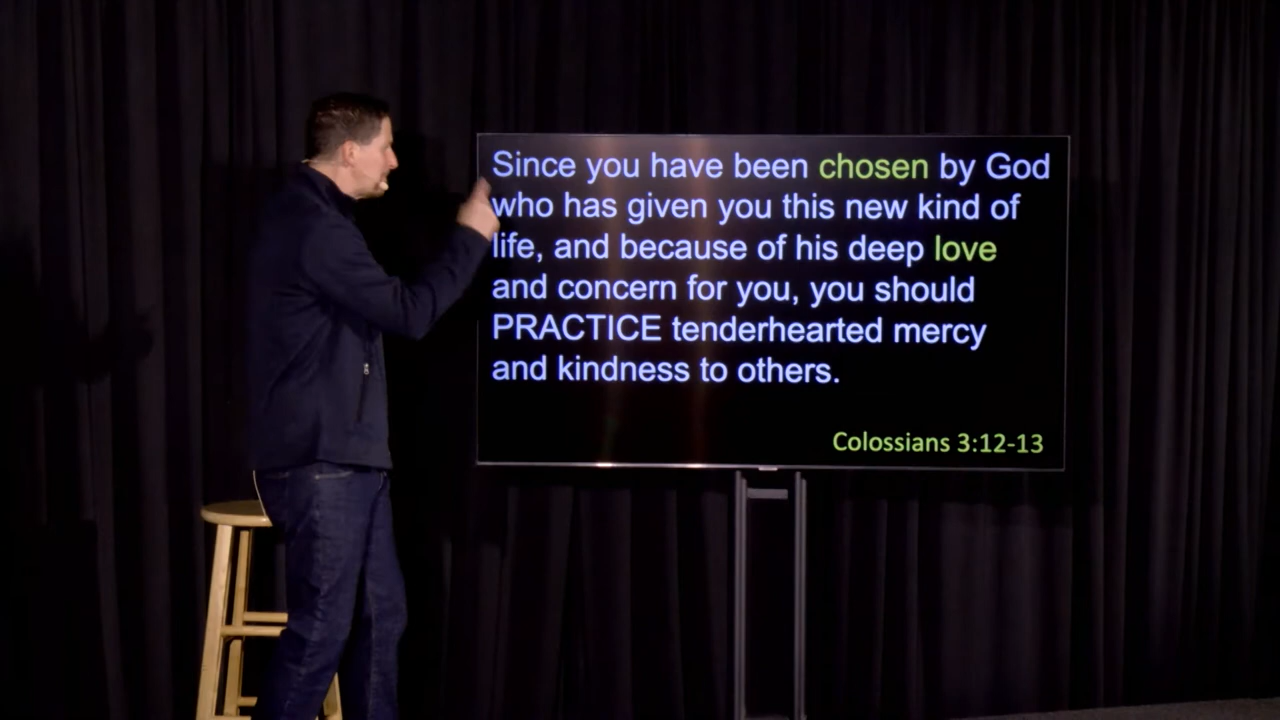 Since you have been chosen by God
who has given you this new kind of
life, and because of his deep love
and concern for you, you should
PRACTICE tenderhearted mercy
and kindness to others.
Colossians 3:12-13